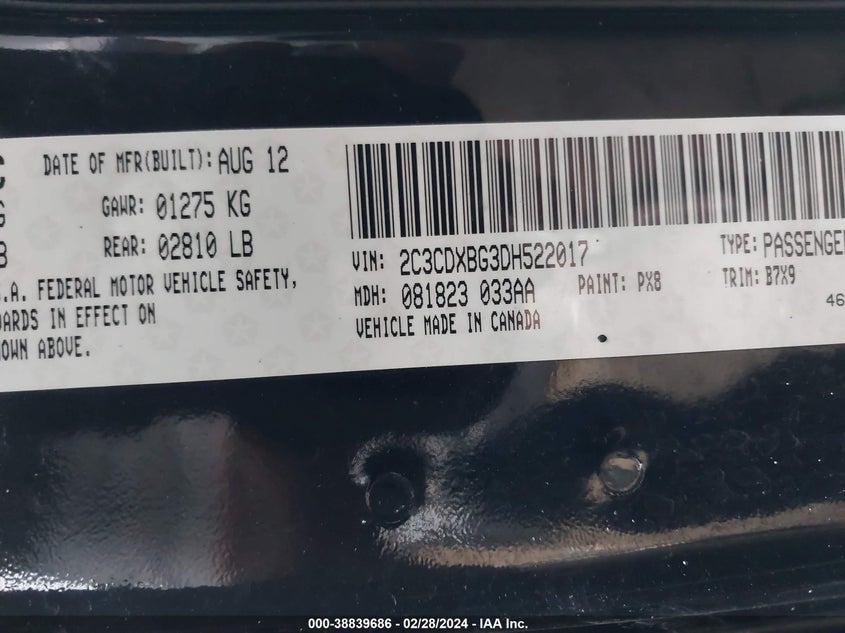 DATE OF MFR(BUILT): AUG 12
GAWR: 01275 KG
REAR: 02810 LB
.A. FEDERAL MOTOR VEHICLE SAFETY,
ARDS IN EFFECT ON
OWN ABOVE.
VIN: 2C3CDXBG3DH522017
TYPE: PASSENGE
MDH: 081823 033AA
PAINT: PX8
TRIM: B7X9
VEHICLE MADE IN CANADA
46
000-38839686 - 02/28/2024 - IAA Inc.